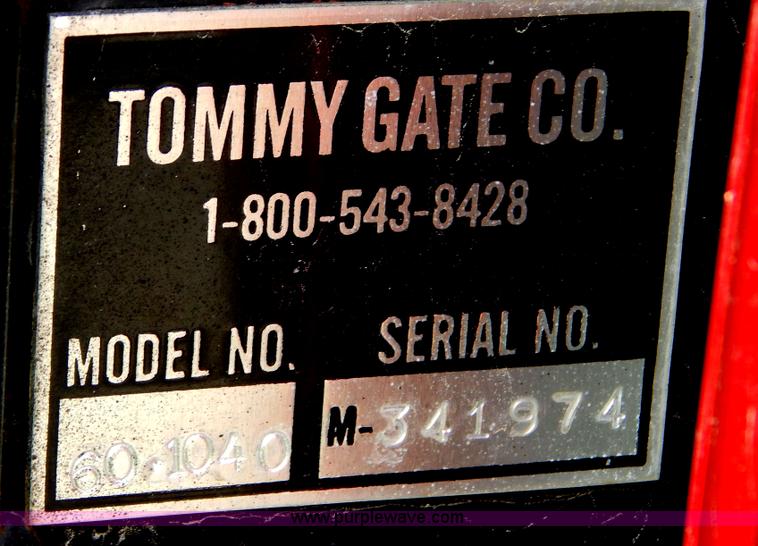 TOMMY GATE CO.
1-800-543-8428
MODEL NO. SERIAL NO.
60-1040 M-341974
www.purplewave.com